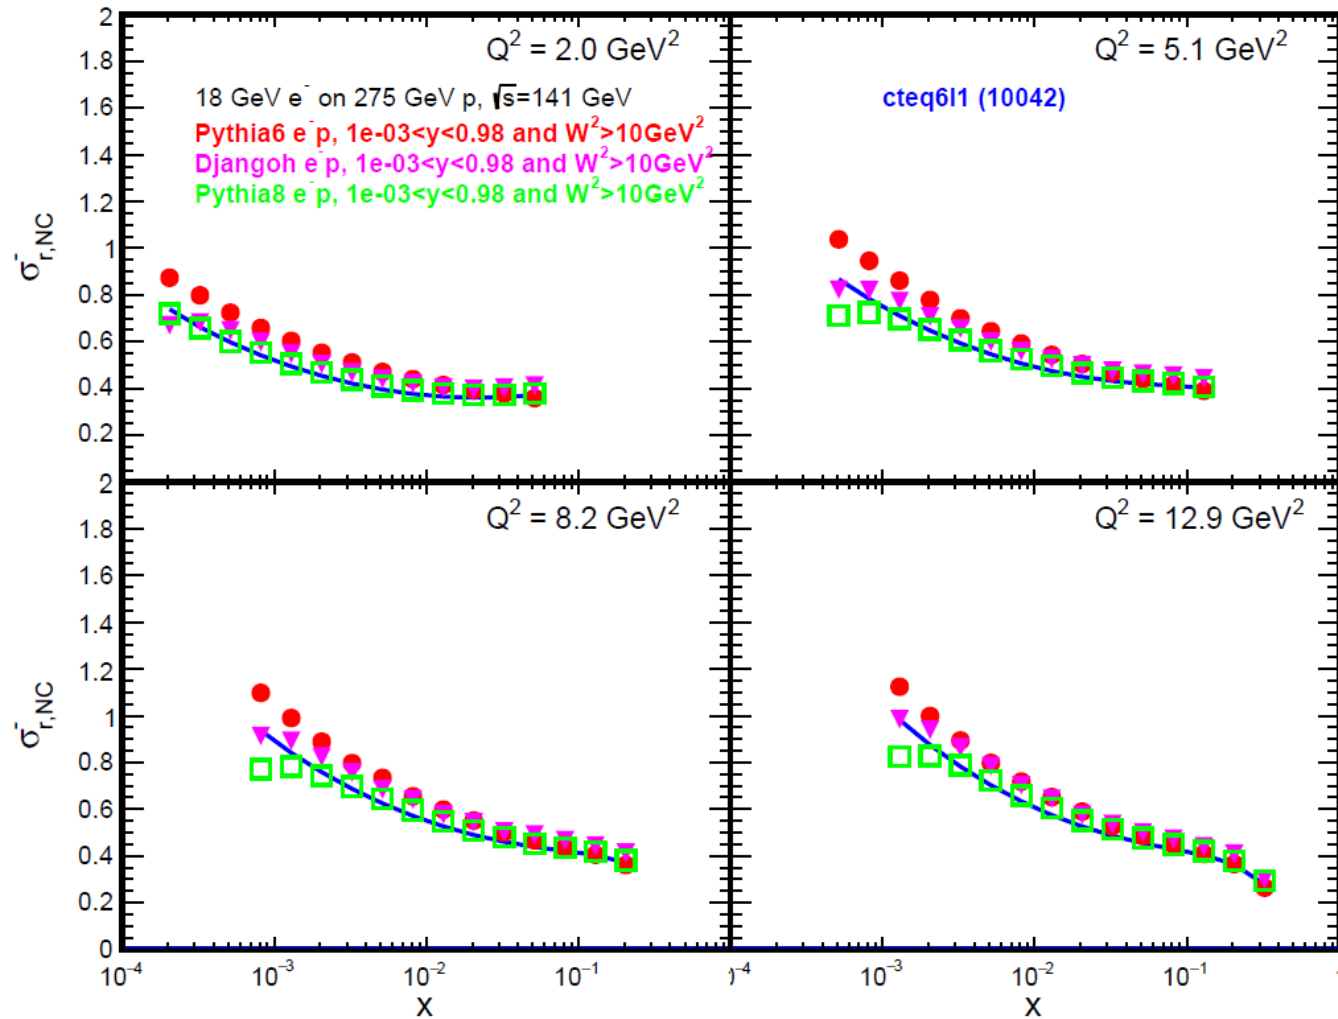 2
1.8
1.6
1.4
1.2
1
0.8
0.6
0.4
0.2
σ⁻r,NC
Q² = 2.0 GeV²
18 GeV e⁻ on 275 GeV p, √s=141 GeV
Pythia6 e⁻p, 1e-03<y<0.98 and W²>10GeV²
Djangoh e⁻p, 1e-03<y<0.98 and W²>10GeV²
Pythia8 e⁻p, 1e-03<y<0.98 and W²>10GeV²
Q² = 5.1 GeV²
cteq6l1 (10042)
2
1.8
1.6
1.4
1.2
1
0.8
0.6
0.4
0.2
0
σ⁻r,NC
Q² = 8.2 GeV²
Q² = 12.9 GeV²
10⁻⁴ 10⁻³ 10⁻² 10⁻¹
x
⁻⁴ 10⁻³ 10⁻² 10⁻¹
x